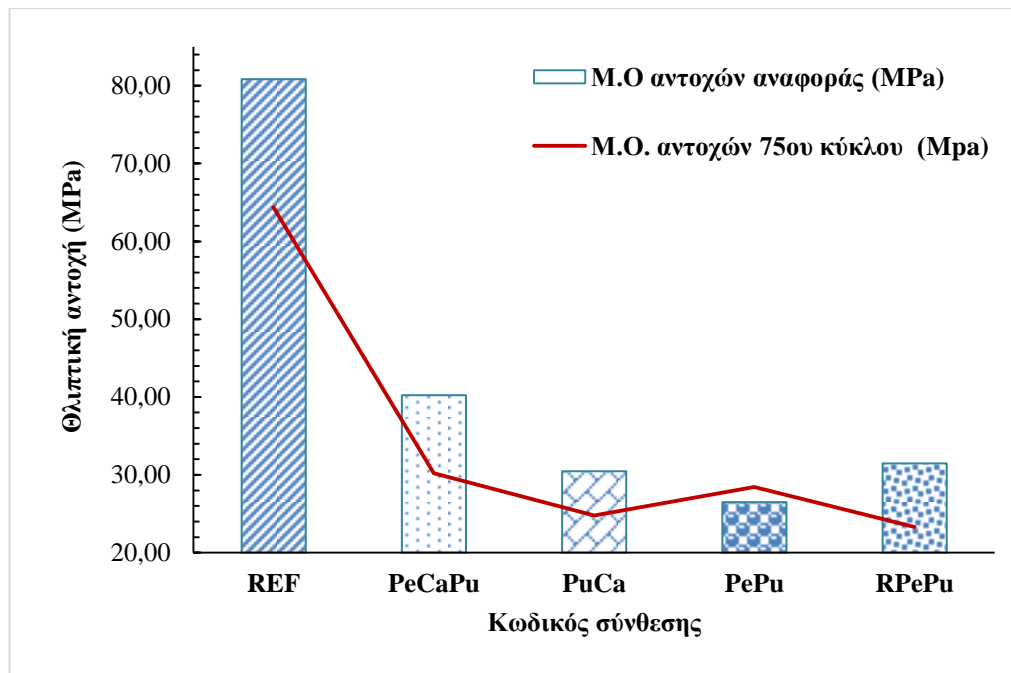 Μ.Ο αντοχών αναφοράς (MPa)
Μ.Ο. αντοχών 75ου κύκλου (Mpa)
Θλιπτική αντοχή (MPa)
80,00
70,00
60,00
50,00
40,00
30,00
20,00
REF
PeCaPu
PuCa
PePu
RPePu
Κωδικός σύνθεσης